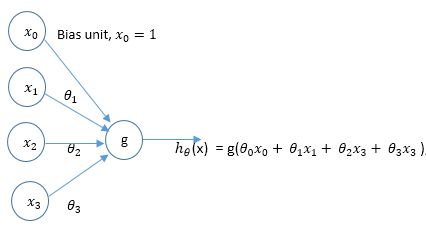 x₀ Bias unit, x₀ = 1
x₁ θ₁
x₂ θ₂ g hθ(x) = g(θ₀x₀ + θ₁x₁ + θ₂x₃ + θ₃x₃ )
x₃ θ₃